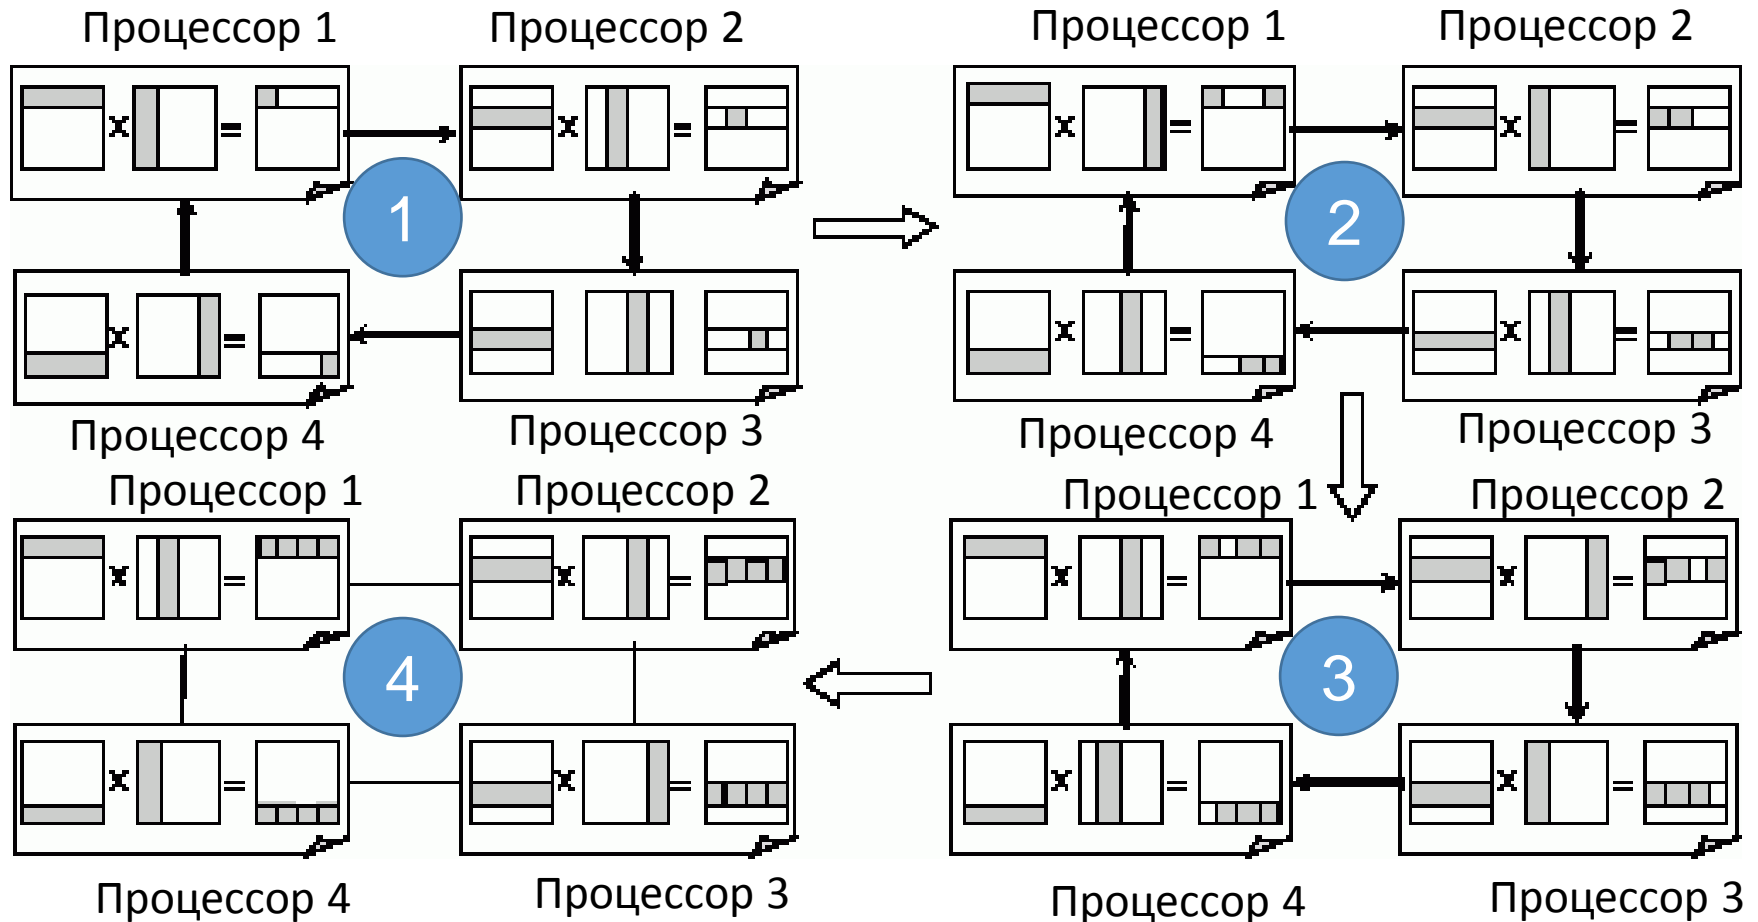 Процессор 1
Процессор 2
Процессор 1
Процессор 2
x =
x =
x =
x =
1
2
x =
x =
x =
Процессор 4
Процессор 3
Процессор 4
Процессор 3
Процессор 1
Процессор 2
Процессор 1
Процессор 2
x =
x =
x =
x =
4
3
x =
x =
x =
x =
Процессор 4
Процессор 3
Процессор 4
Процессор 3